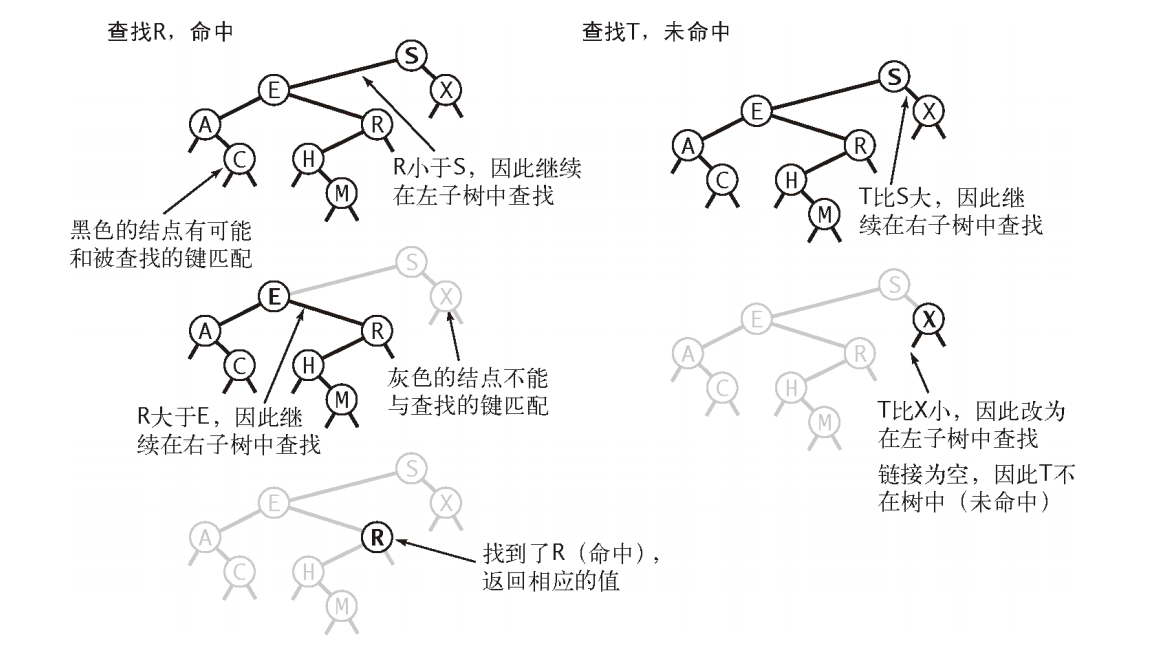 查找R，命中
S
E
X
A
R
C
H
M
R小于S，因此继续
在左子树中查找
黑色的结点有可能
和被查找的键匹配
S
E
X
A
R
C
H
M
灰色的结点不能
与查找的键匹配
R大于E，因此继
续在右子树中查找
S
E
X
A
R
C
H
M
找到了R（命中），
返回相应的值
查找T，未命中
S
E
X
A
R
C
H
M
T比S大，因此继
续在右子树中查找
S
E
X
A
R
C
H
M
T比X小，因此改为
在左子树中查找
链接为空，因此T不
在树中（未命中）